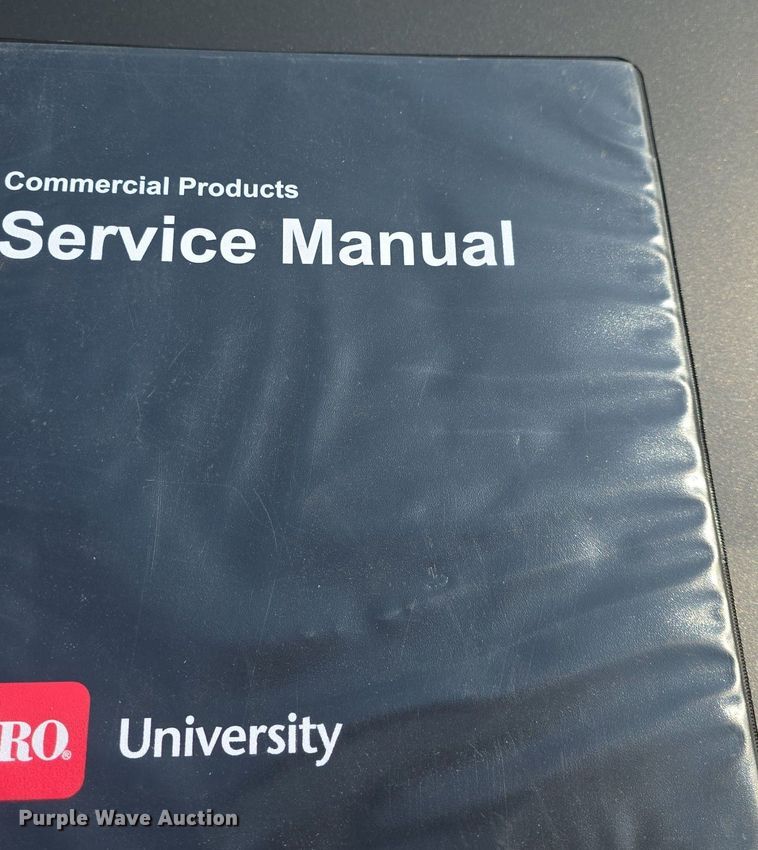 Commercial Products
Service Manual
RO®
University
Purple Wave Auction